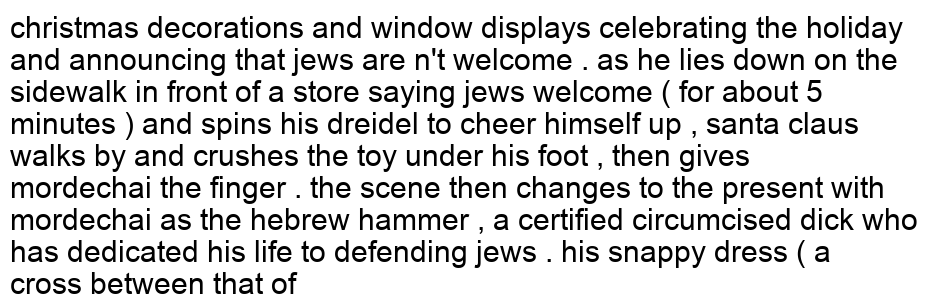 christmas decorations and window displays celebrating the holiday
and announcing that jews are n't welcome . as he lies down on the
sidewalk in front of a store saying jews welcome ( for about 5
minutes ) and spins his dreidel to cheer himself up , santa claus
walks by and crushes the toy under his foot , then gives
mordechai the finger . the scene then changes to the present with
mordechai as the hebrew hammer , a certified circumcised dick who
has dedicated his life to defending jews . his snappy dress ( a
cross between that of